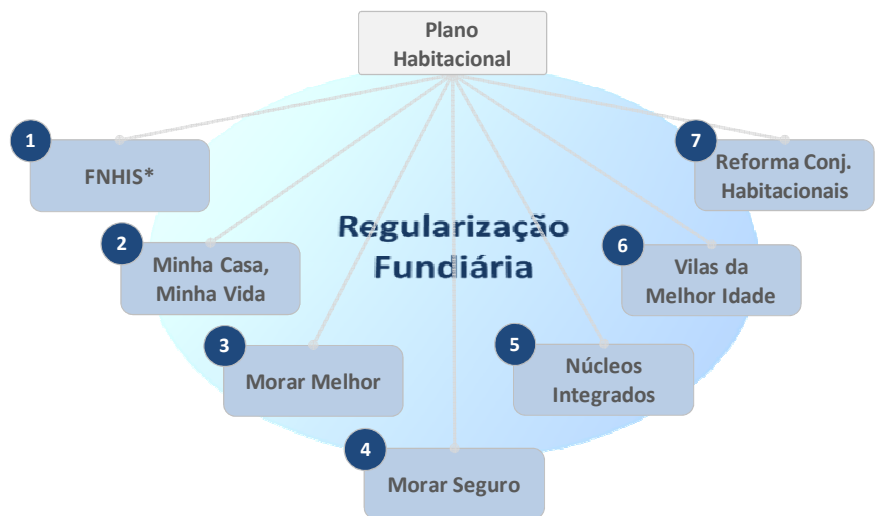 Plano
Habitacional
1
FNHIS*
2
Minha Casa,
Minha Vida
3
Morar Melhor
4
Morar Seguro
5
Núcleos
Integrados
6
Vilas da
Melhor Idade
7
Reforma Conj.
Habitacionais
Regularização
Fundiária